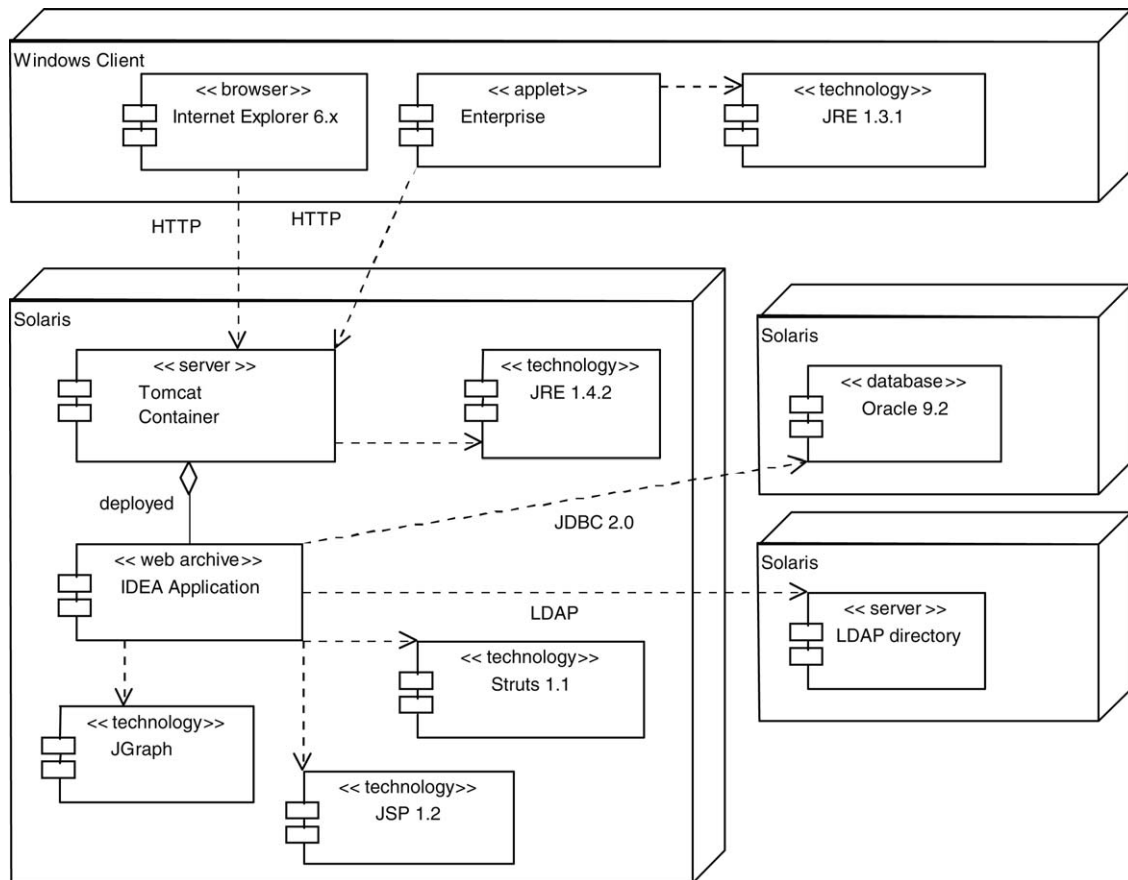 Windows Client
<< browser>>
Internet Explorer 6.x
<< applet>>
Enterprise
<< technology>>
JRE 1.3.1
HTTP
HTTP
Solaris
<< server >>
Tomcat
Container
<< technology>>
JRE 1.4.2
deployed
<< web archive>>
IDEA Application
JDBC 2.0
LDAP
<< technology>>
Struts 1.1
<< technology>>
JGraph
<< technology>>
JSP 1.2
Solaris
<< database>>
Oracle 9.2
Solaris
<< server >>
LDAP directory